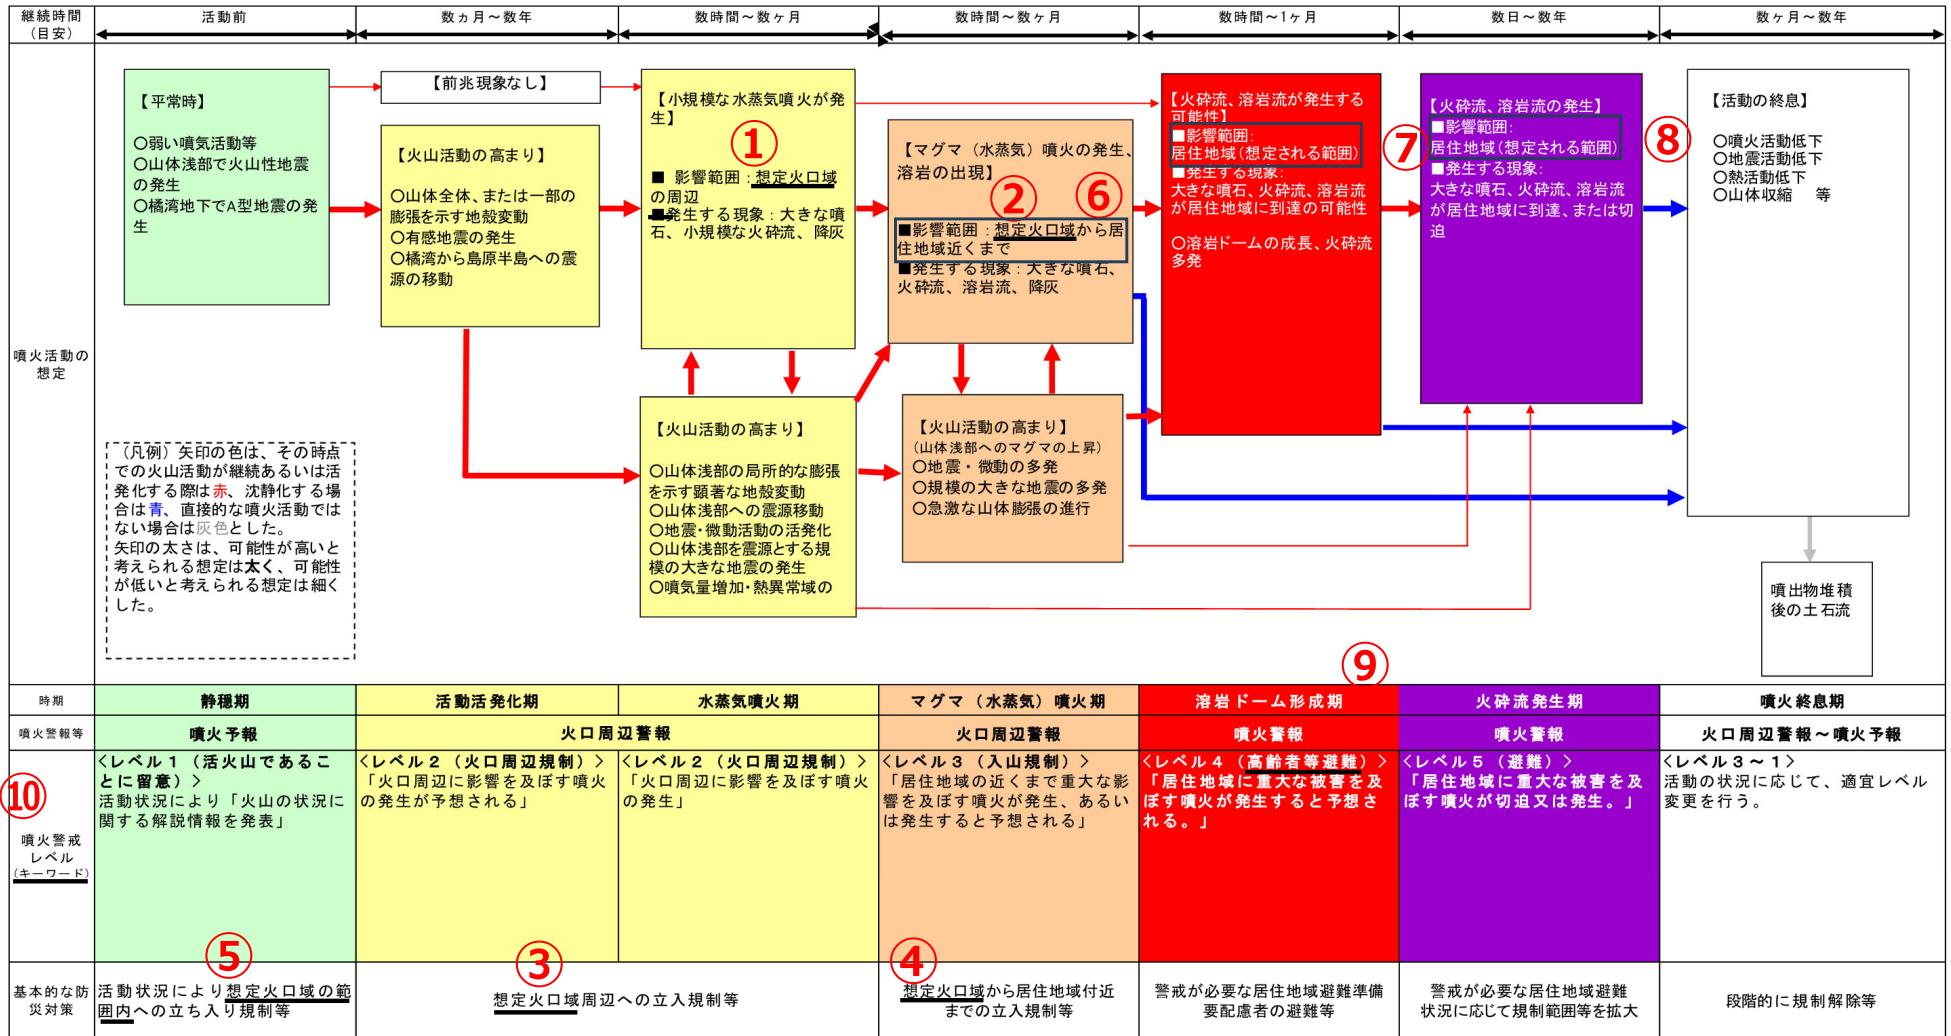 継続時間
（目安）
活動前
数ヵ月～数年
数時間～数ヶ月
数時間～数ヶ月
数時間～1ヶ月
数日～数年
数ヶ月～数年
噴火活動の
想定
【平常時】
〇弱い噴気活動等
〇山体浅部で火山性地震
の発生
〇橘湾地下でA型地震の発
生
【前兆現象なし】
【火山活動の高まり】
〇山体全体、または一部の
膨張を示す地殻変動
〇有感地震の発生
〇橘湾から島原半島への震
源の移動
【小規模な水蒸気噴火が発
生】
①
■ 影響範囲：想定火口域
の周辺
■発生する現象：大きな噴
石、小規模な火砕流、降灰
【火山活動の高まり】
〇山体浅部の局所的な膨張
を示す顕著な地殻変動
〇山体浅部への震源移動
〇地震・微動活動の活発化
〇山体浅部を震源とする規
模の大きな地震の発生
〇噴気量増加・熱異常域の
【マグマ（水蒸気）噴火の発生、
溶岩の出現】
② ⑥
■影響範囲：想定火口域から居
住地域近くまで
■発生する現象：大きな噴石、
火砕流、溶岩流、降灰
【火山活動の高まり】
（山体浅部へのマグマの上昇）
〇地震・微動の多発
〇規模の大きな地震の多発
〇急激な山体膨張の進行
【火砕流、溶岩流が発生する
可能性】
■影響範囲：
居住地域（想定される範囲）
■発生する現象：
大きな噴石、火砕流、溶岩流
が居住地域に到達の可能性
〇溶岩ドームの成長、火砕流
多発
⑦
【火砕流、溶岩流の発生】
■影響範囲：
居住地域（想定される範囲）
■発生する現象：
大きな噴石、火砕流、溶岩流
が居住地域に到達、または切
迫
⑧
【活動の終息】
〇噴火活動低下
〇地震活動低下
〇熱活動低下
〇山体収縮　等
噴出物堆積
後の土石流
（凡例）矢印の色は、その時点
での火山活動が継続あるいは活
発化する際は赤、沈静化する場
合は青、直接的な噴火活動では
ない場合は灰色とした。
矢印の太さは、可能性が高いと
考えられる想定は太く、可能性
が低いと考えられる想定は細く
した。
⑨
時期
静穏期
活動活発化期
水蒸気噴火期
マグマ（水蒸気）噴火期
溶岩ドーム形成期
火砕流発生期
噴火終息期
噴火警報等
噴火予報
火口周辺警報
火口周辺警報
噴火警報
噴火警報
火口周辺警報～噴火予報
⑩
噴火警戒
レベル
（キーワード）
＜レベル１（活火山であるこ
とに留意）＞
活動状況により「火山の状況に
関する解説情報を発表」
＜レベル２（火口周辺規制）＞
「火口周辺に影響を及ぼす噴火
の発生が予想される」
＜レベル２（火口周辺規制）＞
「火口周辺に影響を及ぼす噴火
の発生」
＜レベル３（入山規制）＞
「居住地域の近くまで重大な影
響を及ぼす噴火が発生、あるい
は発生すると予想される」
＜レベル４（高齢者等避難）＞
「居住地域に重大な被害を及
ぼす噴火が発生すると予想さ
れる。」
＜レベル５（避難）＞
「居住地域に重大な被害を及
ぼす噴火が切迫又は発生。」
＜レベル３～１＞
活動の状況に応じて、適宜レベル
変更を行う。
基本的な防
災対策
⑤
活動状況により想定火口域の範
囲内への立ち入り規制等
③
想定火口域周辺への立入規制等
④
想定火口域から居住地域付近
までの立入規制等
警戒が必要な居住地域避難準備
要配慮者の避難等
警戒が必要な居住地域避難
状況に応じて規制範囲等を拡大
段階的に規制解除等